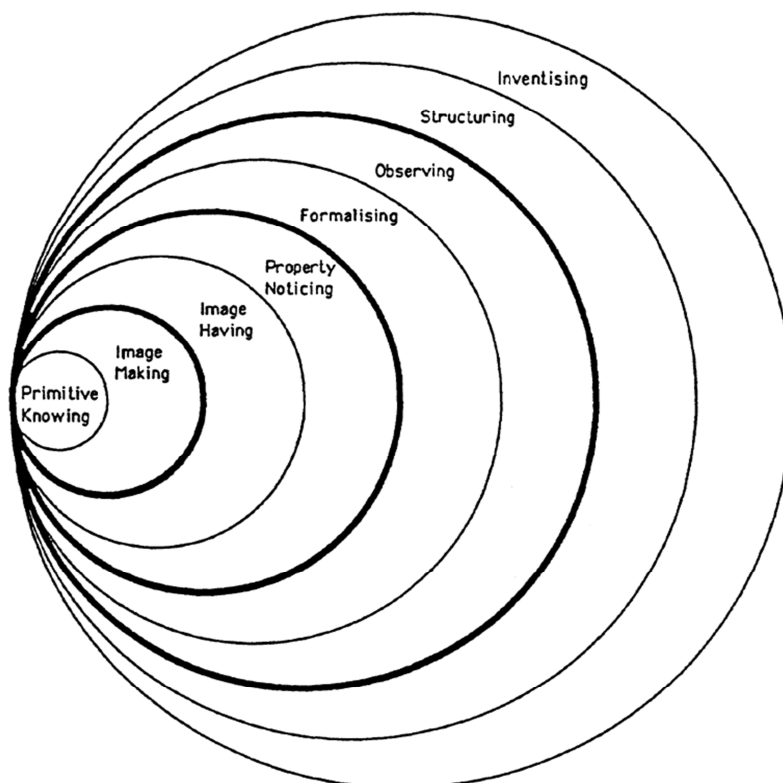 Inventising
Structuring
Observing
Formalising
Property
Noticing
Image
Having
Image
Making
Primitive
Knowing